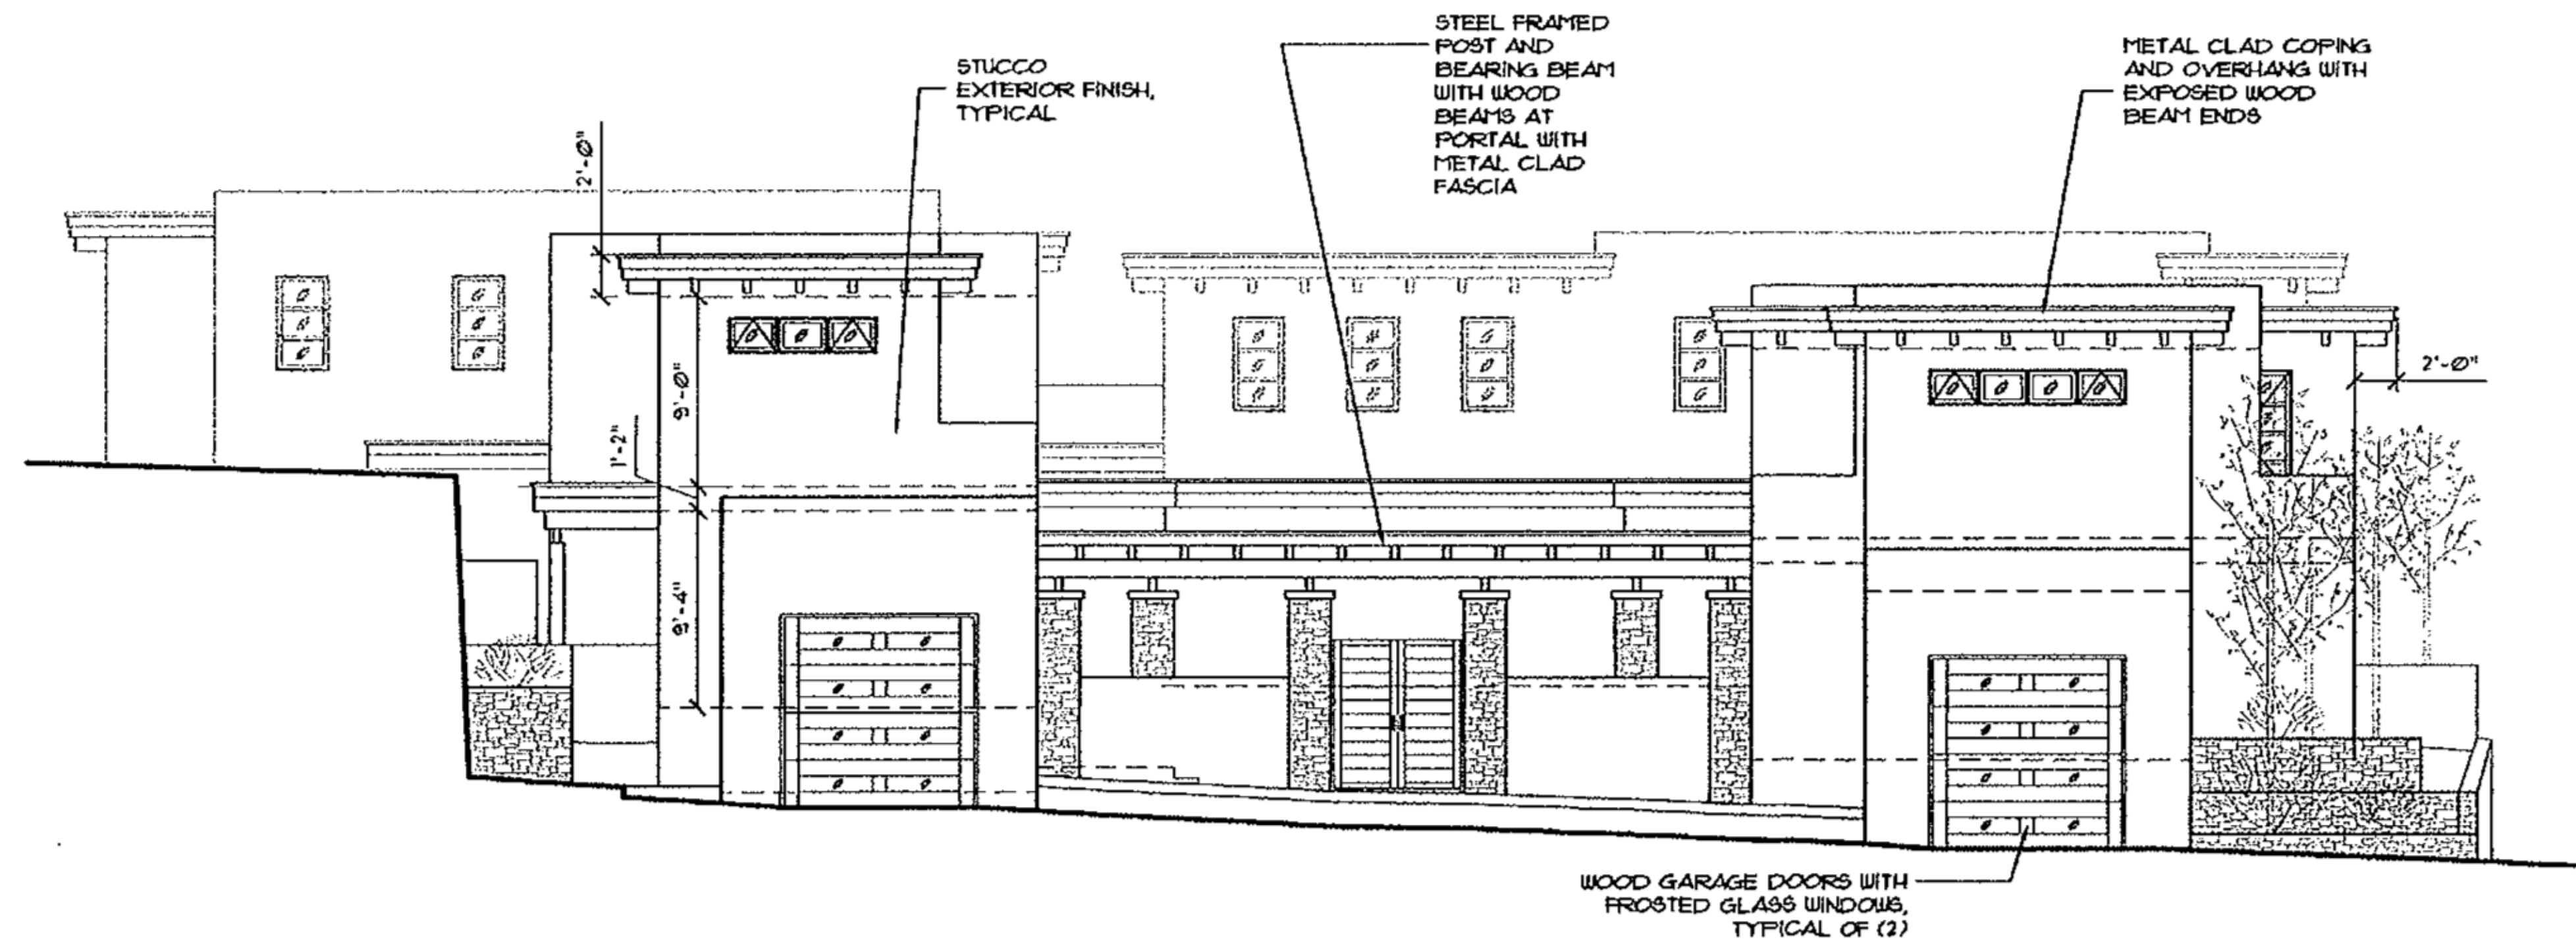 STEEL FRAMED
POST AND
BEARING BEAM
WITH WOOD
BEAMS AT
PORTAL WITH
METAL CLAD
FASCIA
METAL CLAD COPING
AND OVERHANG WITH
EXPOSED WOOD
BEAM ENDS
STUCCO
EXTERIOR FINISH,
TYPICAL
2'-0"
9'-0"
1'-2"
9'-4"
2'-0"
WOOD GARAGE DOORS WITH
FROSTED GLASS WINDOWS,
TYPICAL OF (2)